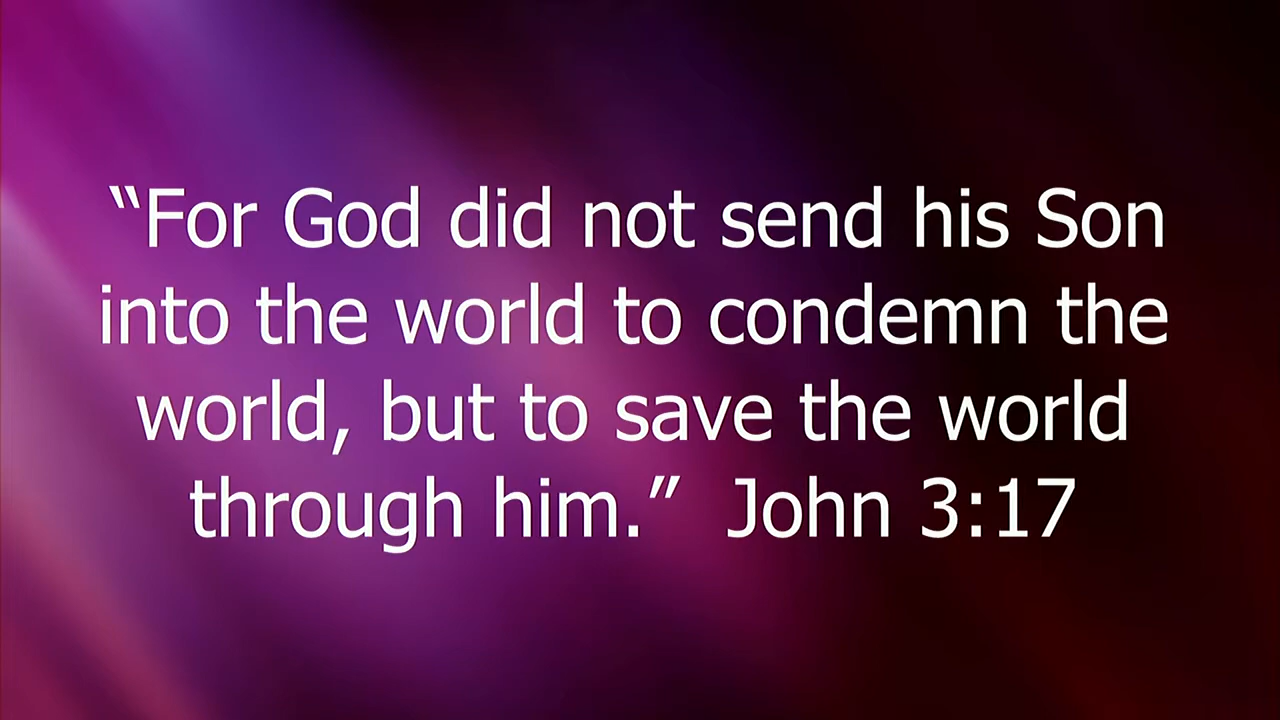 “For God did not send his Son
into the world to condemn the
world, but to save the world
through him.”  John 3:17